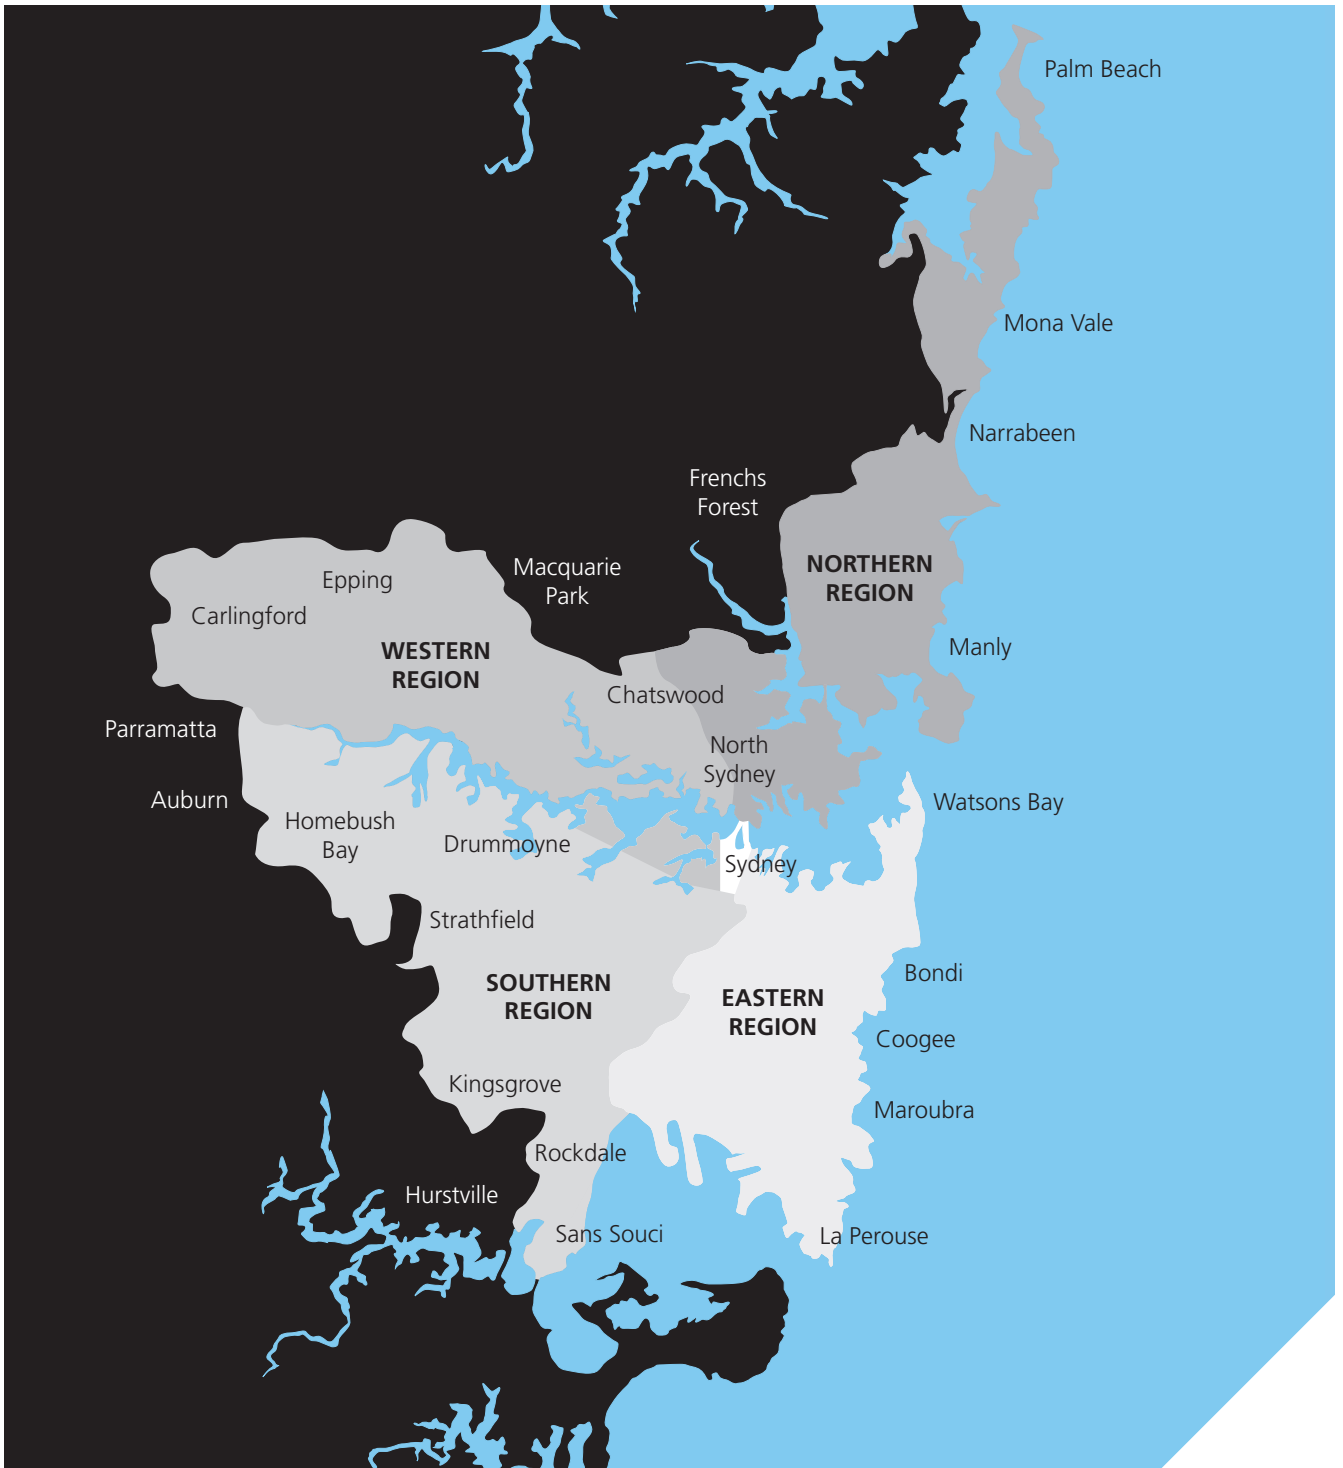 Palm Beach
Mona Vale
Narrabeen
Frenchs
Forest
NORTHERN
REGION
Macquarie
Park
Epping
Carlingford
WESTERN
REGION
Manly
Chatswood
Parramatta
North
Sydney
Auburn
Watsons Bay
Homebush
Bay
Drummoyne
Sydney
Strathfield
Bondi
SOUTHERN
REGION
EASTERN
REGION
Coogee
Kingsgrove
Maroubra
Rockdale
Hurstville
Sans Souci
La Perouse